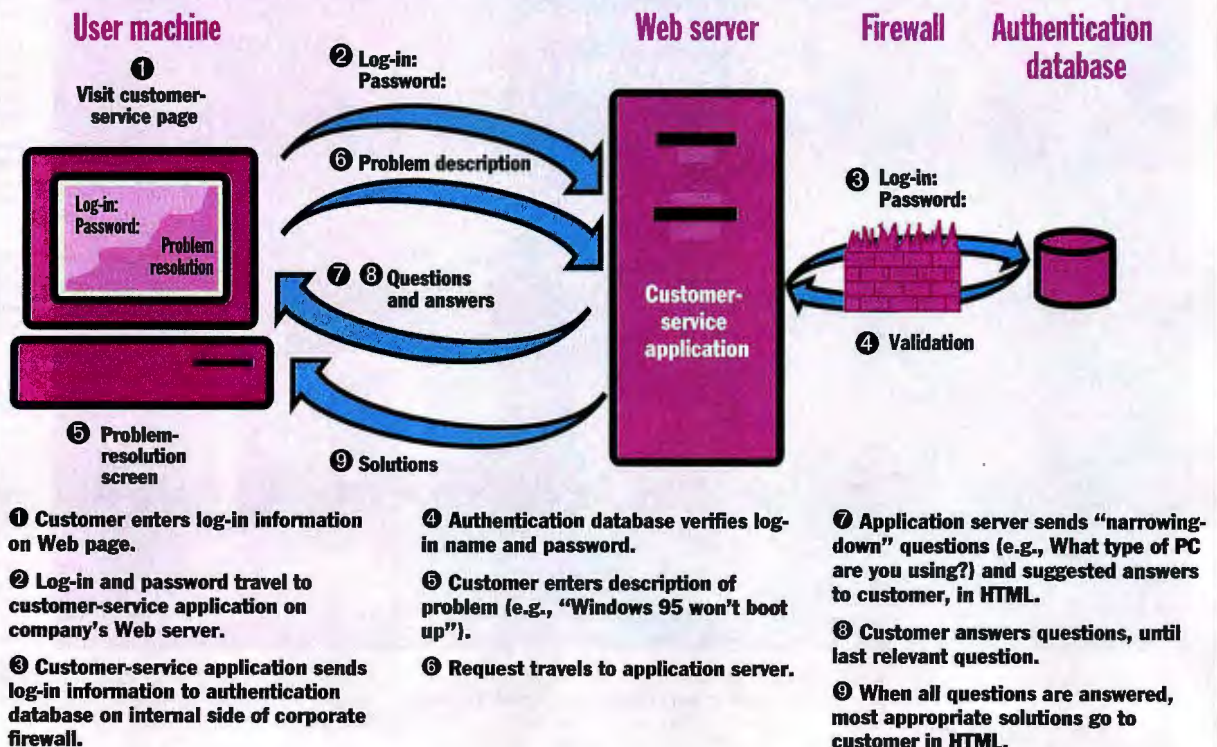 User machine
Web server
Firewall
Authentication
database
❶
Visit customer-
service page
❷ Log-in:
Password:
❻ Problem description
❸ Log-in:
Password:
Log-in:
Password:
Problem
resolution
❼ ❽ Questions
and answers
Customer-
service
application
❹ Validation
❺ Problem-
resolution
screen
❾ Solutions
❶ Customer enters log-in information
on Web page.
❷ Log-in and password travel to
customer-service application on
company's Web server.
❸ Customer-service application sends
log-in information to authentication
database on internal side of corporate
firewall.
❹ Authentication database verifies log-
in name and password.
❺ Customer enters description of
problem (e.g., “Windows 95 won't boot
up”).
❻ Request travels to application server.
❼ Application server sends “narrowing-
down” questions (e.g., What type of PC
are you using?) and suggested answers
to customer, in HTML.
❽ Customer answers questions, until
last relevant question.
❾ When all questions are answered,
most appropriate solutions go to
customer in HTML.